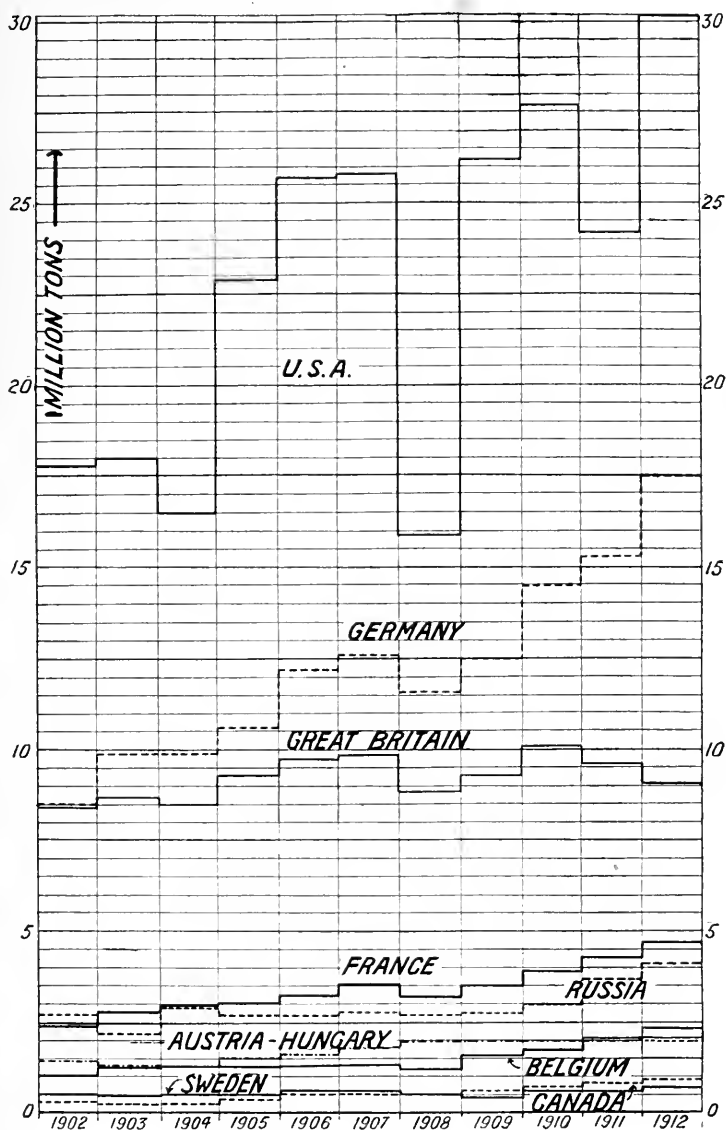 30
30
25
25
MILLION TONS
U.S.A.
20
20
15
15
GERMANY
GREAT BRITAIN
10
10
5
5
FRANCE
RUSSIA
AUSTRIA-HUNGARY
BELGIUM
SWEDEN
CANADA
0
0
1902 1903 1904 1905 1906 1907 1908 1909 1910 1911 1912